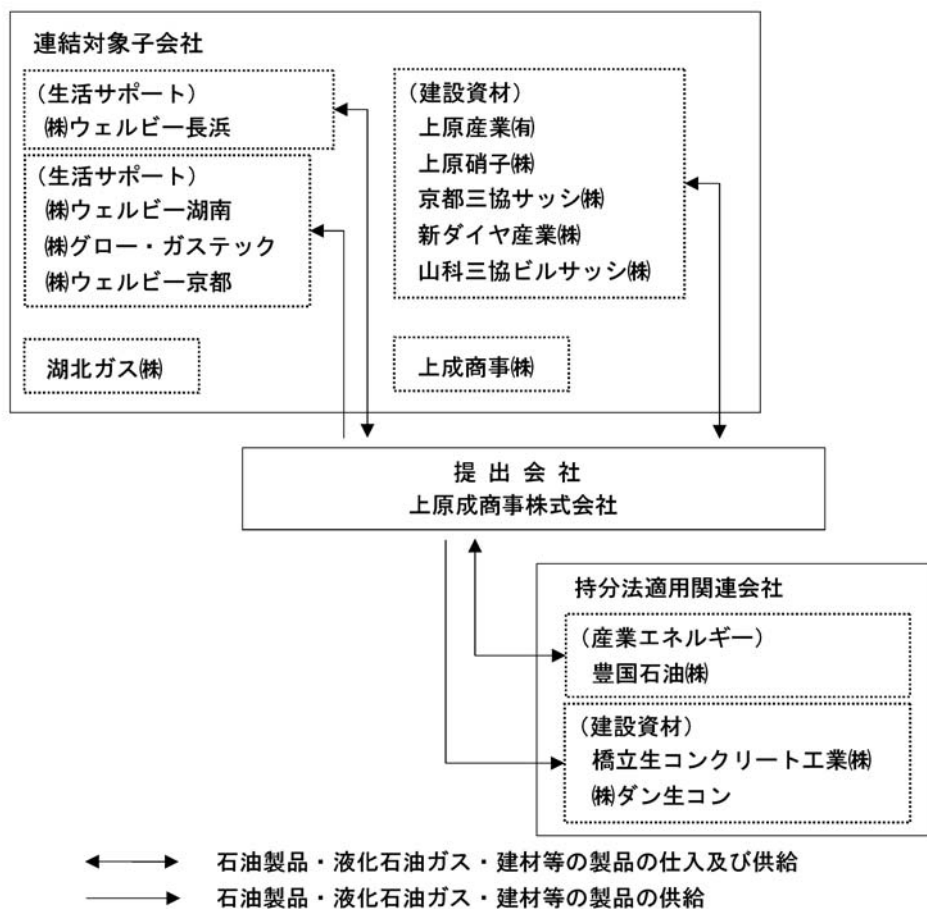 連結対象子会社
（生活サポート）
㈱ウェルビー長浜
（生活サポート）
㈱ウェルビー湖南
㈱グロー・ガステック
㈱ウェルビー京都
湖北ガス㈱
（建設資材）
上原産業㈲
上原硝子㈱
京都三協サッシ㈱
新ダイヤ産業㈱
山科三協ビルサッシ㈱
上成商事㈱
提 出 会 社
上原成商事株式会社
持分法適用関連会社
（産業エネルギー）
豊国石油㈱
（建設資材）
橋立生コンクリート工業㈱
㈱ダン生コン
石油製品・液化石油ガス・建材等の製品の仕入及び供給
石油製品・液化石油ガス・建材等の製品の供給